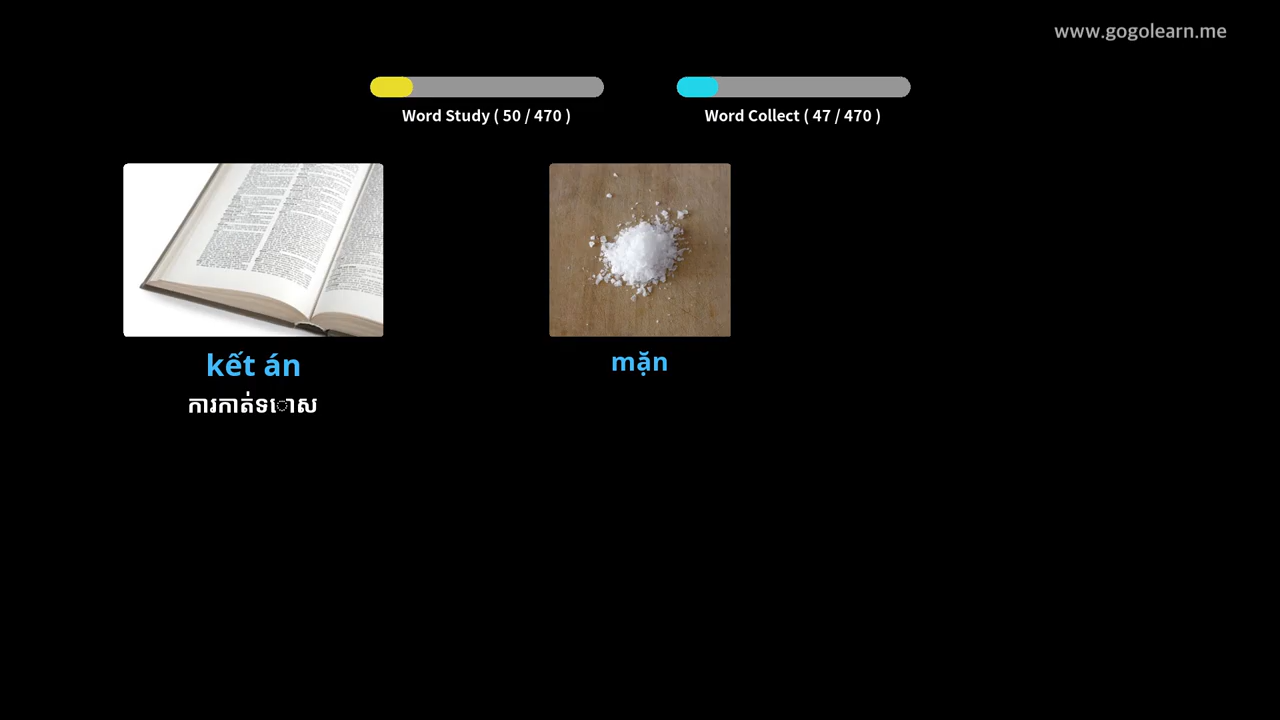 www.gogolearn.me
Word Study ( 50 / 470 )
Word Collect ( 47 / 470 )
kết án
ការកាត់ទោស
mặn